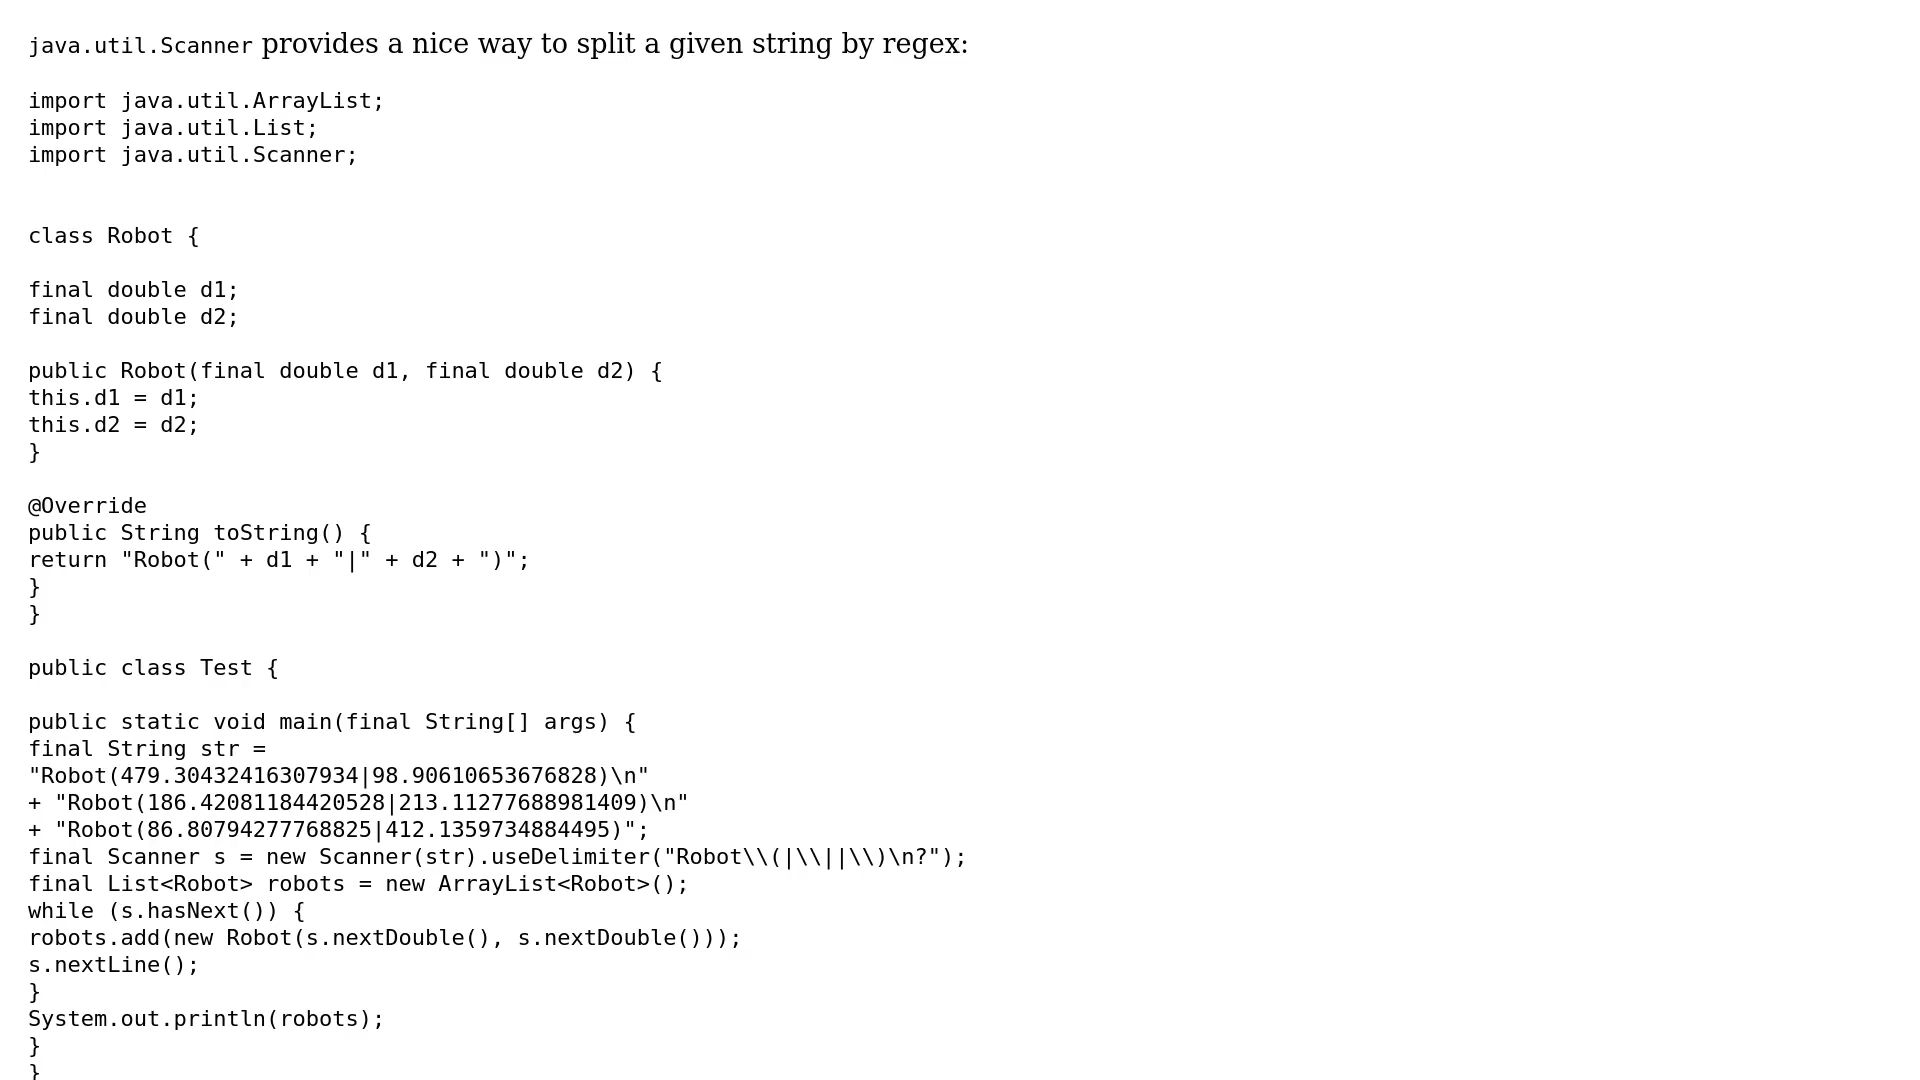 java.util.Scanner provides a nice way to split a given string by regex:
import java.util.ArrayList;
import java.util.List;
import java.util.Scanner;
class Robot {
final double d1;
final double d2;
public Robot(final double d1, final double d2) {
this.d1 = d1;
this.d2 = d2;
}
@Override
public String toString() {
return "Robot(" + d1 + "|" + d2 + ")";
}
}
public class Test {
public static void main(final String[] args) {
final String str =
"Robot(479.30432416307934|98.90610653676828)\n"
+ "Robot(186.42081184420528|213.11277688981409)\n"
+ "Robot(86.80794277768825|412.1359734884495)";
final Scanner s = new Scanner(str).useDelimiter("Robot\\(|\\||\\)\n?");
final List<Robot> robots = new ArrayList<Robot>();
while (s.hasNext()) {
robots.add(new Robot(s.nextDouble(), s.nextDouble()));
s.nextLine();
}
System.out.println(robots);
}
}